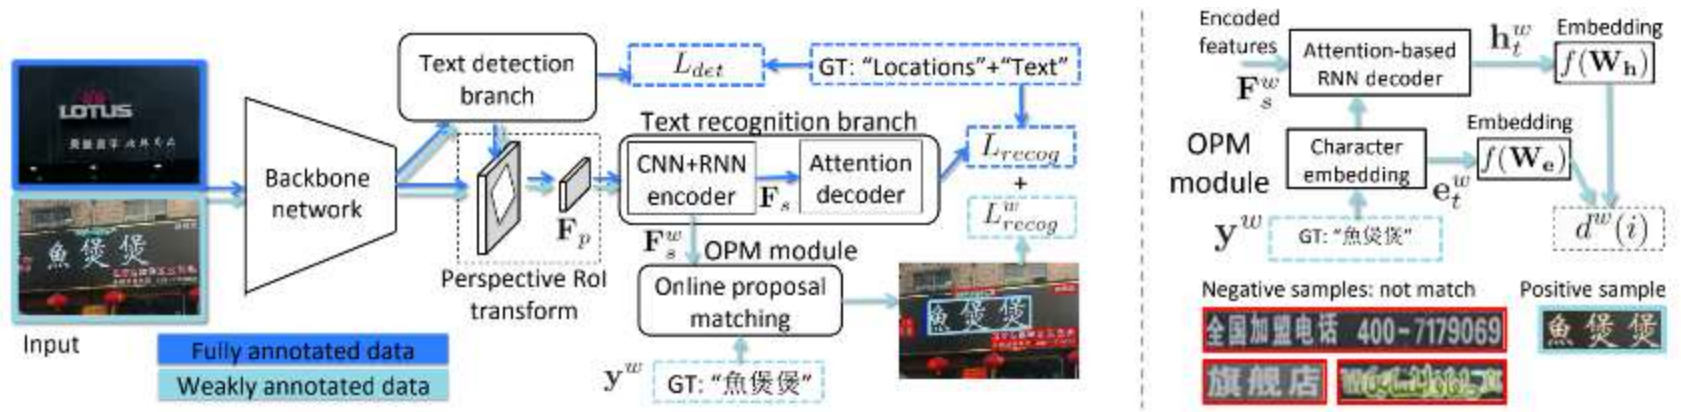 Text detection
branch
L_det
GT: "Locations"+"Text"
LOTUS
Backbone
network
Text recognition branch
CNN+RNN
encoder
F_s
Attention
decoder
L_recog
+
L^w_recog
F_p
F^w_s
OPM module
魚煲煲
Perspective RoI
transform
Online proposal
matching
魚煲煲
Input
Fully annotated data
Weakly annotated data
y^w
GT: "魚煲煲"
Encoded
features
F^w_s
Attention-based
RNN decoder
h^w_t
Embedding
f(W_h)
OPM
module
Character
embedding
e^w_t
Embedding
f(W_e)
y^w
GT: "魚煲煲"
d^w(i)
Negative samples: not match
Positive sample
全国加盟电话 400-7179069
魚煲煲
旗舰店